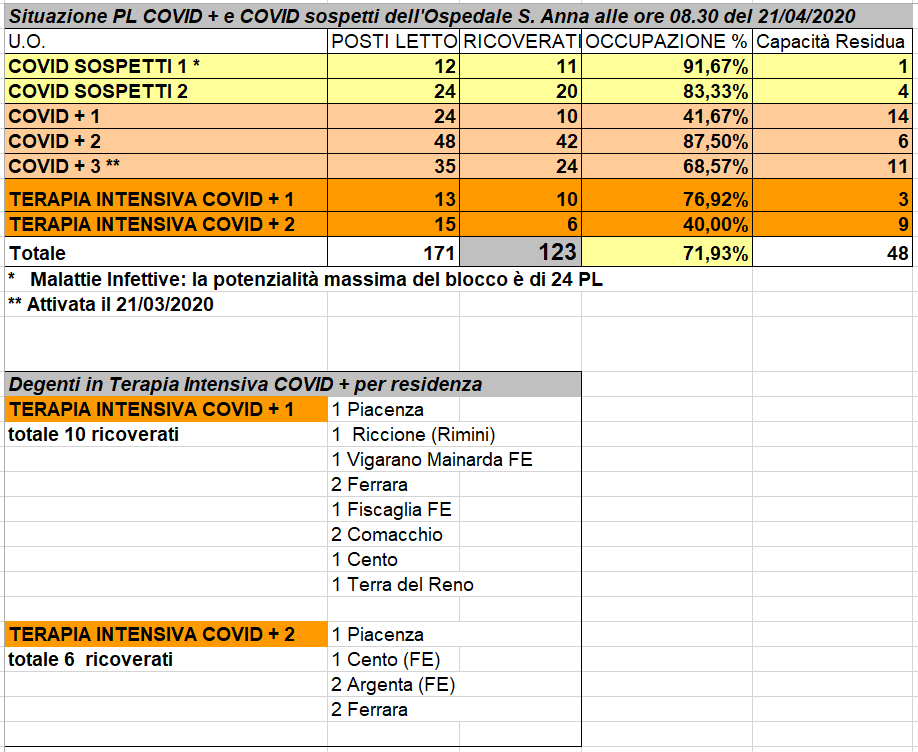 Situazione PL COVID + e COVID sospetti dell'Ospedale S. Anna alle ore 08.30 del 21/04/2020
U.O. POSTI LETTO RICOVERATI OCCUPAZIONE % Capacità Residua
COVID SOSPETTI 1 * 12 11 91,67% 1
COVID SOSPETTI 2 24 20 83,33% 4
COVID + 1 24 10 41,67% 14
COVID + 2 48 42 87,50% 6
COVID + 3 ** 35 24 68,57% 11
TERAPIA INTENSIVA COVID + 1 13 10 76,92% 3
TERAPIA INTENSIVA COVID + 2 15 6 40,00% 9
Totale 171 123 71,93% 48
* Malattie Infettive: la potenzialità massima del blocco è di 24 PL
** Attivata il 21/03/2020
Degenti in Terapia Intensiva COVID + per residenza
TERAPIA INTENSIVA COVID + 1 1 Piacenza
totale 10 ricoverati 1 Riccione (Rimini)
1 Vigarano Mainarda FE
2 Ferrara
1 Fiscaglia FE
2 Comacchio
1 Cento
1 Terra del Reno
TERAPIA INTENSIVA COVID + 2 1 Piacenza
totale 6 ricoverati 1 Cento (FE)
2 Argenta (FE)
2 Ferrara